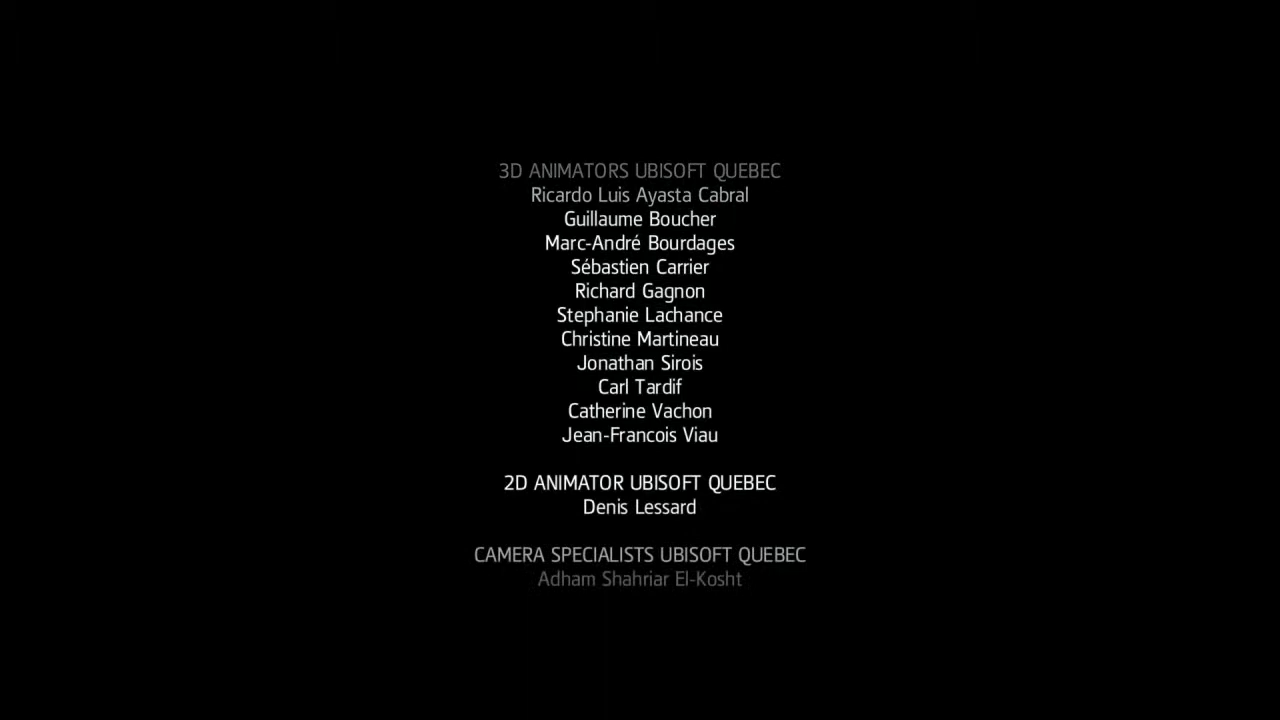 3D ANIMATORS UBISOFT QUEBEC
Ricardo Luis Ayasta Cabral
Guillaume Boucher
Marc-André Bourdages
Sébastien Carrier
Richard Gagnon
Stephanie Lachance
Christine Martineau
Jonathan Sirois
Carl Tardif
Catherine Vachon
Jean-Francois Viau
2D ANIMATOR UBISOFT QUEBEC
Denis Lessard
CAMERA SPECIALISTS UBISOFT QUEBEC
Adham Shahriar El-Kosht